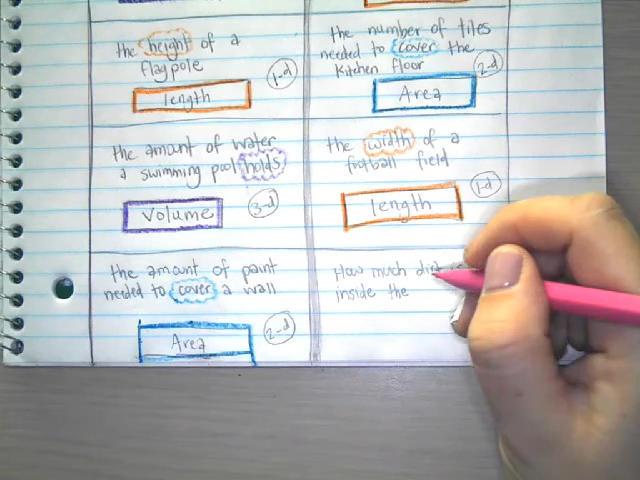 the height of a
flagpole
1-d
length
the number of tiles
needed to cover the
kitchen floor
2-d
Area
the amount of water
a swimming pool holds
3-d
Volume
the width of a
football field
1-d
length
the amount of paint
needed to cover a wall
2-d
Area
How much dirt
inside the